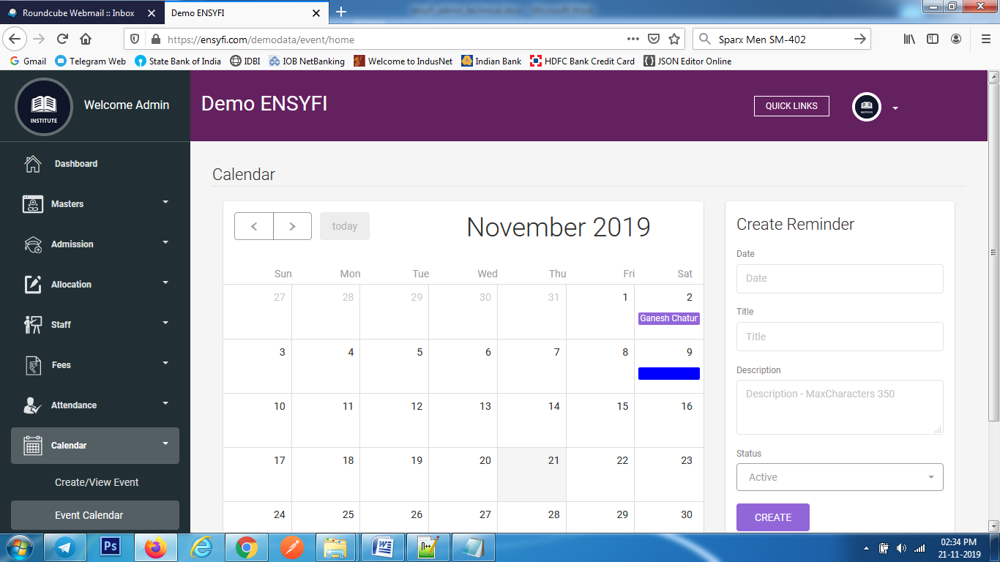 Roundcube Webmail :: Inbox
Demo ENSYFI
https://ensyfi.com/demodata/event/home
Sparx Men SM-402
Gmail
Telegram Web
State Bank of India
IDBI
IOB NetBanking
Welcome to IndusNet
Indian Bank
HDFC Bank Credit Card
JSON Editor Online
INSTITUTE
Welcome Admin
Demo ENSYFI
QUICK LINKS
Dashboard
Masters
Admission
Allocation
Staff
Fees
Attendance
Calendar
Create/View Event
Event Calendar
Calendar
today
November 2019
Sun Mon Tue Wed Thu Fri Sat
27 28 29 30 31 1 2
Ganesh Chatur
3 4 5 6 7 8 9
10 11 12 13 14 15 16
17 18 19 20 21 22 23
24 25 26 27 28 29 30
Create Reminder
Date
Date
Title
Title
Description
Description - MaxCharacters 350
Status
Active
CREATE
Ps
02:34 PM
21-11-2019